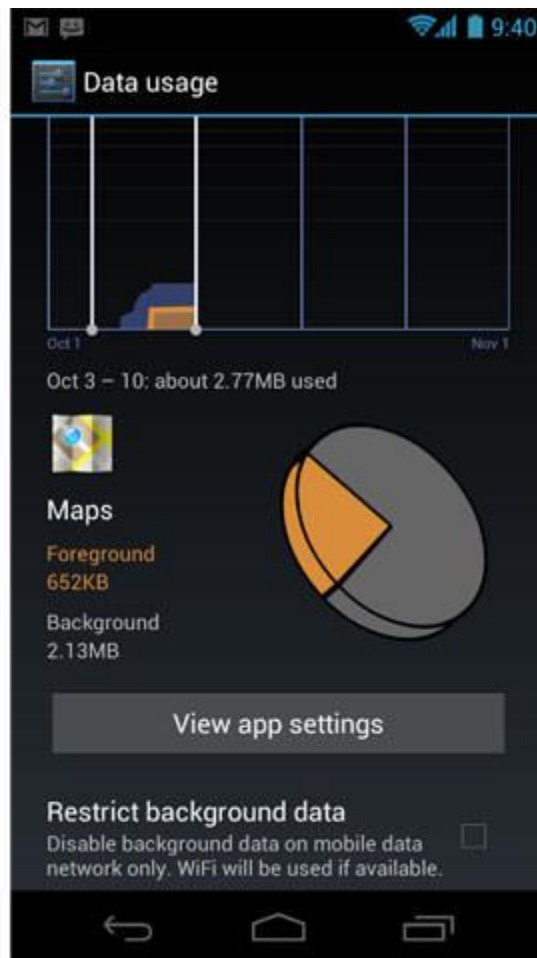 9:40
Data usage
Oct 1
Nov 1
Oct 3 – 10: about 2.77MB used
Maps
Foreground
652KB
Background
2.13MB
View app settings
Restrict background data
Disable background data on mobile data
network only. WiFi will be used if available.